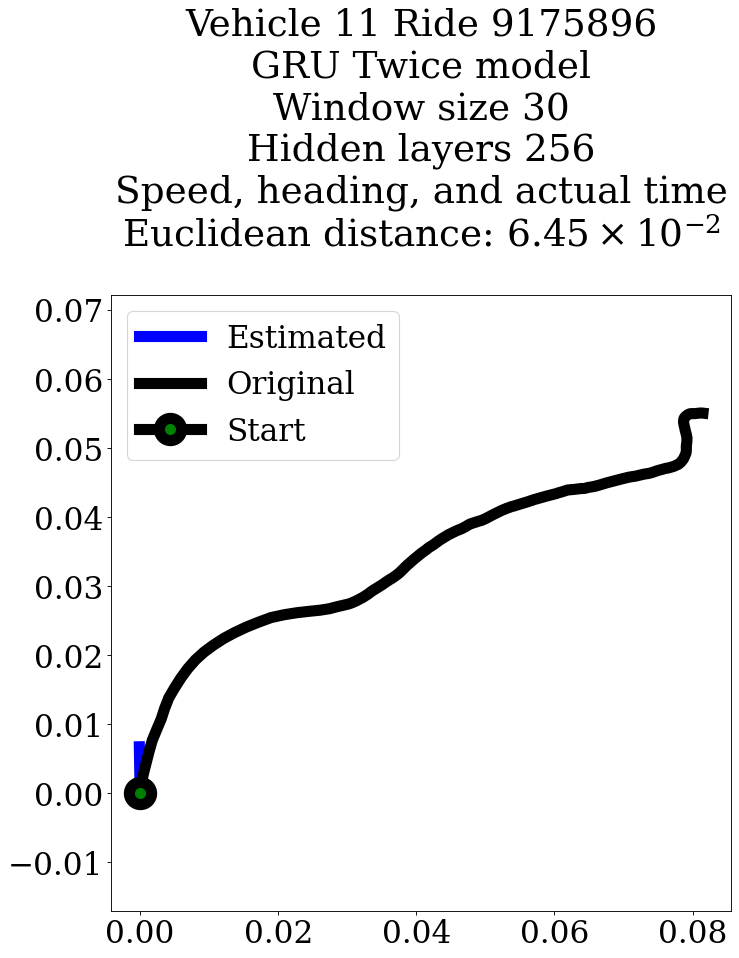 Vehicle 11 Ride 9175896
GRU Twice model
Window size 30
Hidden layers 256
Speed, heading, and actual time
Euclidean distance: 6.45 × 10⁻²
0.07
0.06
0.05
0.04
0.03
0.02
0.01
0.00
−0.01
Estimated
Original
Start
0.00 0.02 0.04 0.06 0.08